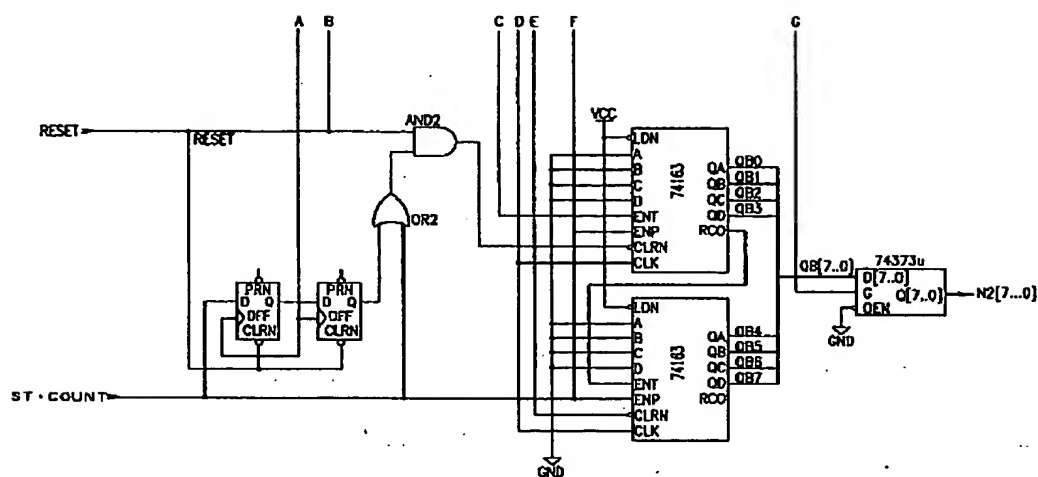 A B C D E F G
AND2
RESET
RESET
VCC
LDN
A
B
C
D
ENT
ENP
CLRN
CLK
74163
QA QB0
QB QB1
QC QB2
QD QB3
RCO
OR2
PRN
D Q
DFF
CLRN
PRN
D Q
DFF
CLRN
74373u
QB[7..0]
D[7..0]
G Q[7..0]
OEN
N2[7...0]
GND
LDN
A
B
C
D
ENT
ENP
CLRN
CLK
74163
QA QB4
QB QB5
QC QB6
QD QB7
RCO
ST·COUNT
GND